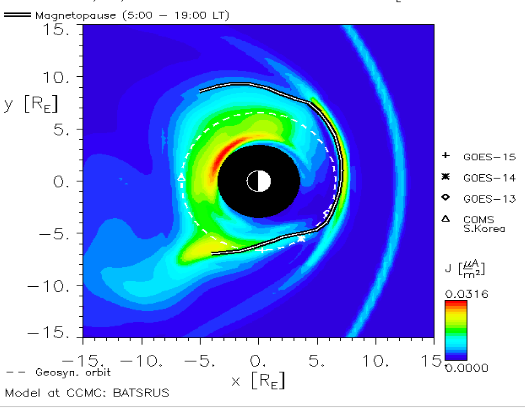 Magnetopause (5:00 – 19:00 LT)
15.
10.
y [R_E]
5.
0.
−5.
−10.
−15.
−15. −10. −5. 0. 5. 10. 15.
x [R_E]
GOES−15
GOES−14
GOES−13
COMS
S.Korea
J [μA/m²]
0.0316
0.0000
Geosyn. orbit
Model at CCMC: BATSRUS